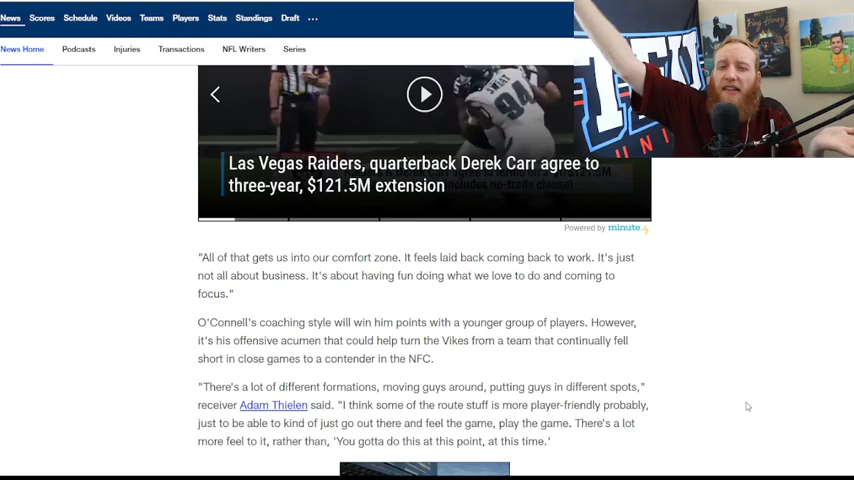 News Scores Schedule Videos Teams Players Stats Standings Draft ...
News Home Podcasts Injuries Transactions NFL Writers Series
SWEAT
94
Las Vegas Raiders, quarterback Derek Carr agree to
three-year, $121.5M extension
Powered by minute.ly
"All of that gets us into our comfort zone. It feels laid back coming back to work. It's just
not all about business. It's about having fun doing what we love to do and coming to
focus."
O'Connell's coaching style will win him points with a younger group of players. However,
it's his offensive acumen that could help turn the Vikes from a team that continually fell
short in close games to a contender in the NFC.
"There's a lot of different formations, moving guys around, putting guys in different spots,"
receiver Adam Thielen said. "I think some of the route stuff is more player-friendly probably,
just to be able to kind of just go out there and feel the game, play the game. There's a lot
more feel to it, rather than, 'You gotta do this at this point, at this time.'